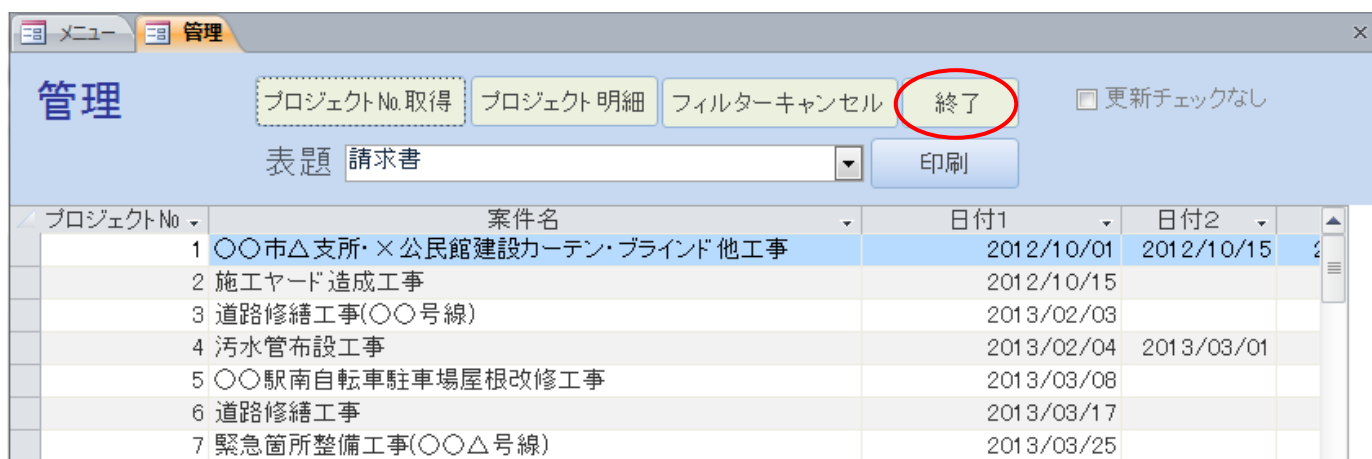 メニュー 管理
管理 プロジェクト№取得 プロジェクト明細 フィルターキャンセル 終了 更新チェックなし
表題 請求書 印刷
プロジェクト№ 案件名 日付1 日付2
1 〇〇市△支所・×公民館建設カーテン・ブラインド他工事 2012/10/01 2012/10/15
2 施工ヤード造成工事 2012/10/15
3 道路修繕工事(〇〇号線) 2013/02/03
4 汚水管布設工事 2013/02/04 2013/03/01
5 〇〇駅南自転車駐車場屋根改修工事 2013/03/08
6 道路修繕工事 2013/03/17
7 緊急箇所整備工事(〇〇△号線) 2013/03/25